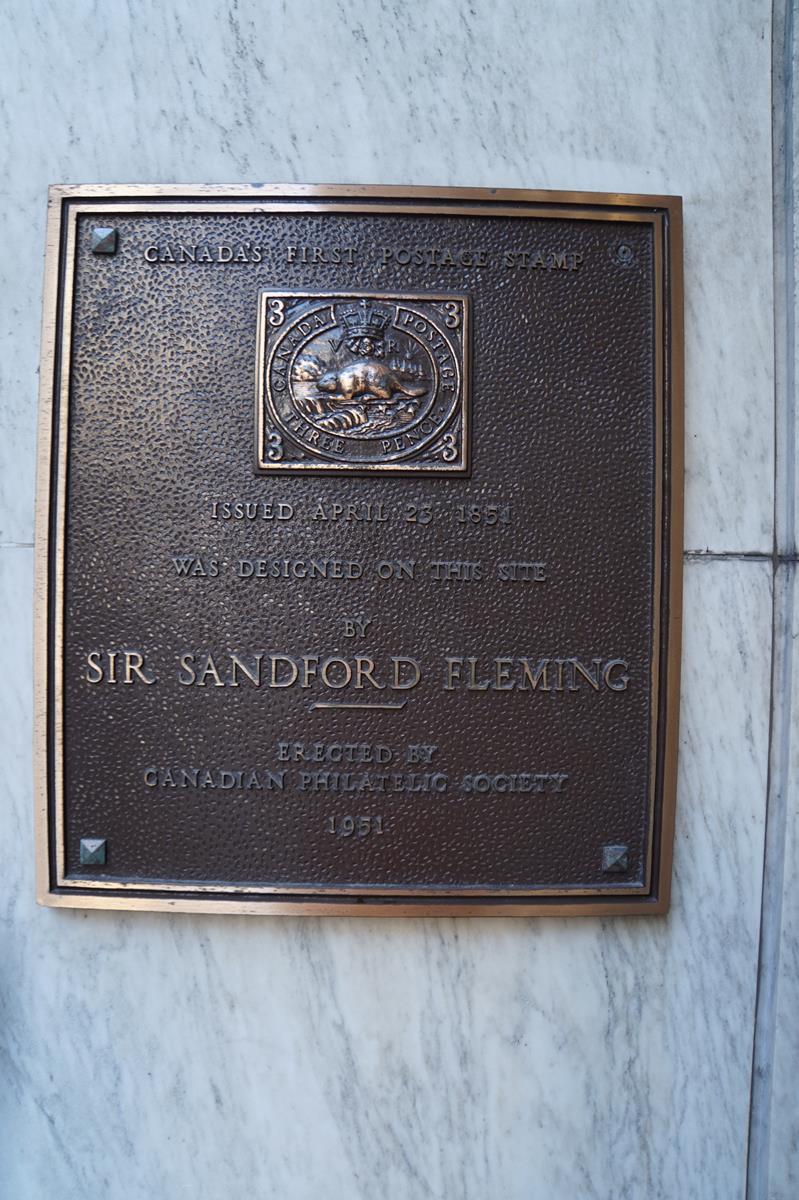 CANADA'S FIRST POSTAGE STAMP
3 3
CANADA POSTAGE
V R
THREE PENCE
3 3
ISSUED APRIL 23 1851
WAS DESIGNED ON THIS SITE
BY
SIR SANDFORD FLEMING
ERECTED BY
CANADIAN PHILATELIC SOCIETY
1951